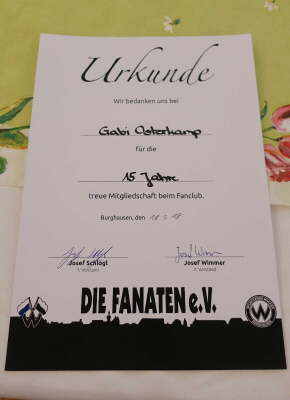 Urkunde
Wir bedanken uns bei
Gabi Osterkamp
für die
15 Jahre
treue Mitgliedschaft beim Fanclub.
Burghausen, den
Josef Schlögl
Josef Wimmer
1. Vorstand
2. Vorstand
DIE FANATEN e.V.